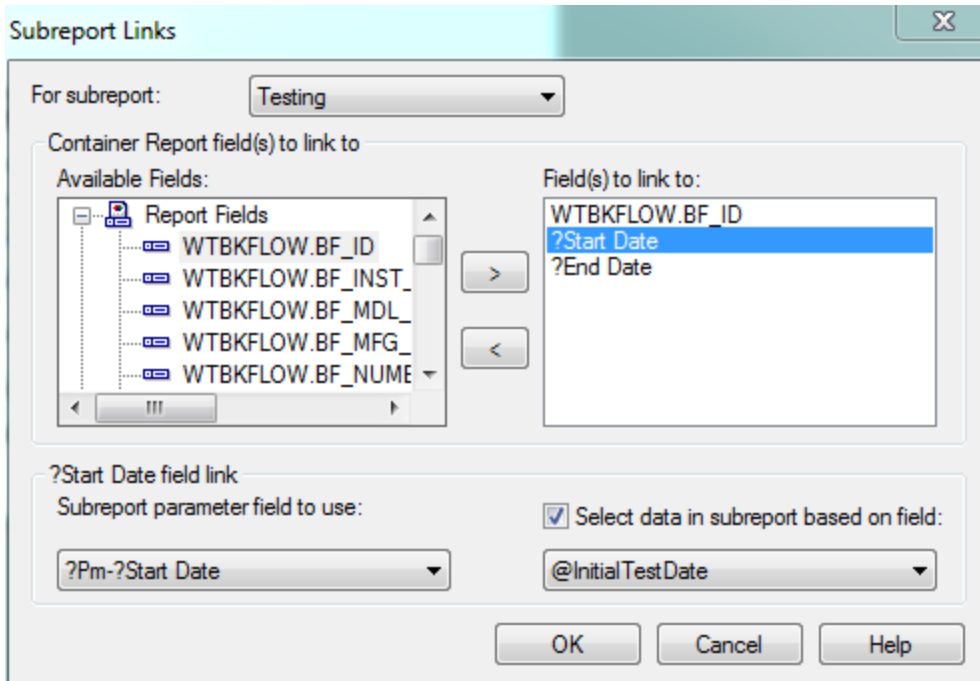 Subreport Links
For subreport:
Testing
Container Report field(s) to link to
Available Fields:
Report Fields
WTBKFLOW.BF_ID
WTBKFLOW.BF_INST_
WTBKFLOW.BF_MDL_
WTBKFLOW.BF_MFG_
WTBKFLOW.BF_NUME
>
<
Field(s) to link to:
WTBKFLOW.BF_ID
?Start Date
?End Date
?Start Date field link
Subreport parameter field to use:
?Pm-?Start Date
Select data in subreport based on field:
@InitialTestDate
OK
Cancel
Help